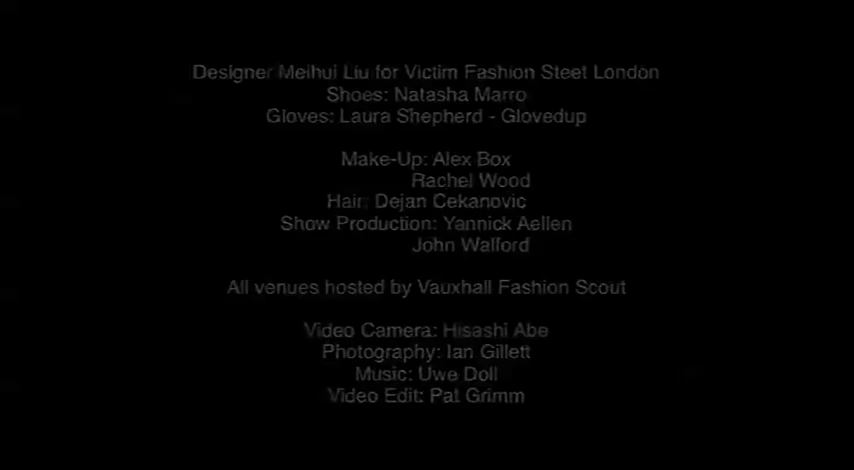 Designer Meihui Liu for Victim Fashion Steet London
Shoes: Natasha Marro
Gloves: Laura Shepherd - Glovedup
Make-Up: Alex Box
Rachel Wood
Hair: Dejan Cekanovic
Show Production: Yannick Aellen
John Walford
All venues hosted by Vauxhall Fashion Scout
Video Camera: Hisashi Abe
Photography: Ian Gillett
Music: Uwe Doll
Video Edit: Pat Grimm